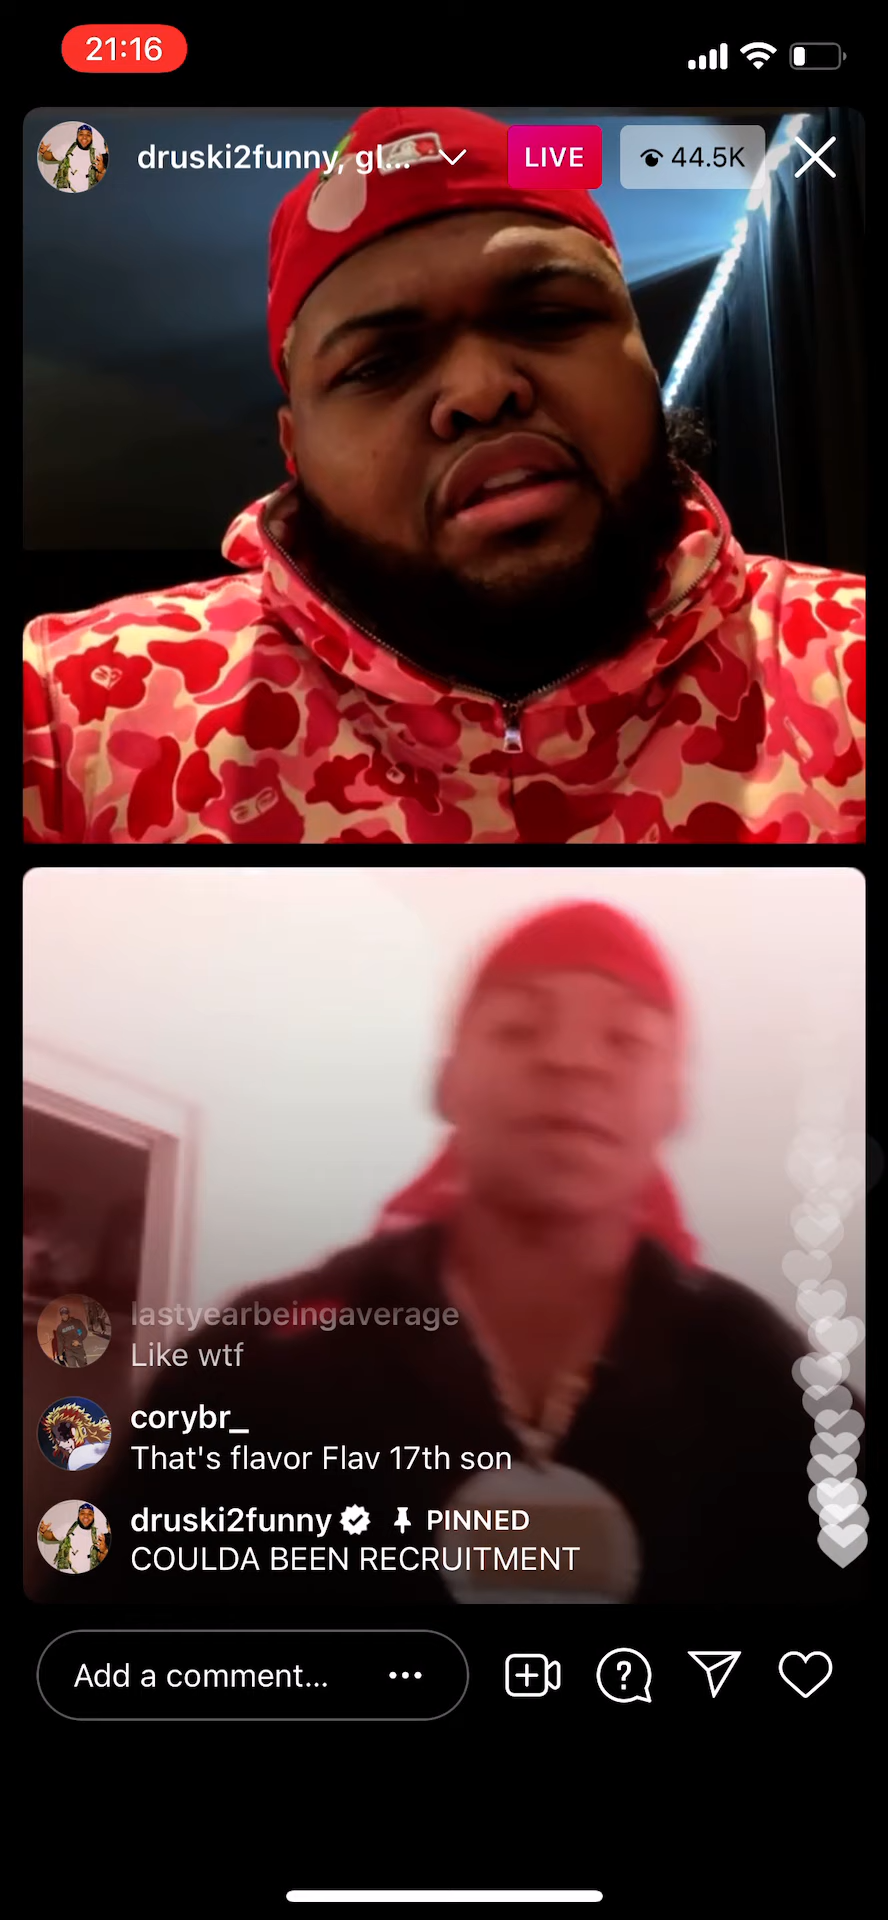 21:16
druski2funny, gl...
LIVE
44.5K
lastyearbeingaverage
Like wtf
corybr_
That's flavor Flav 17th son
druski2funny PINNED
COULDA BEEN RECRUITMENT
Add a comment...